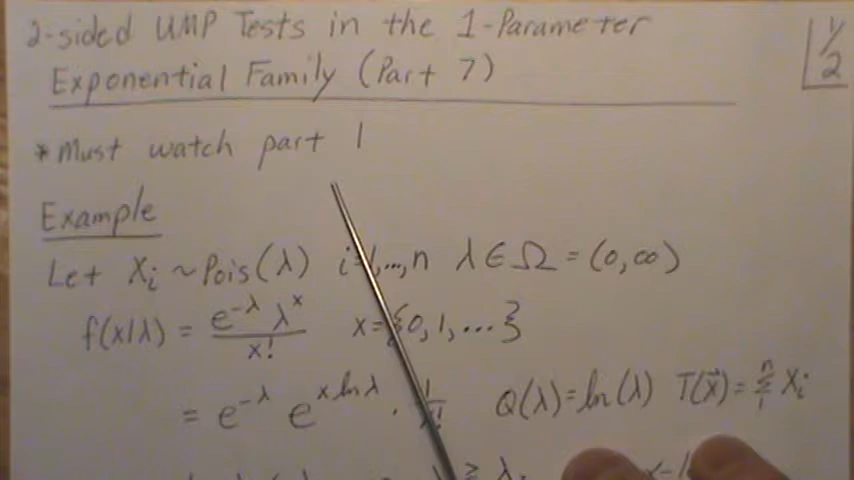 2-sided UMP Tests in the 1-Parameter
Exponential Family (Part 7)
1/2
* Must watch part 1
Example
Let Xᵢ ~ Pois(λ) i=1,...,n λ ∈ Ω = (0,∞)
f(x|λ) = e^{-λ} λ^x / x! x = {0, 1, ...}
= e^{-λ} e^{x ln λ} · 1/x! Q(λ) = ln(λ) T(x⃗) = Σ₁ⁿ Xᵢ